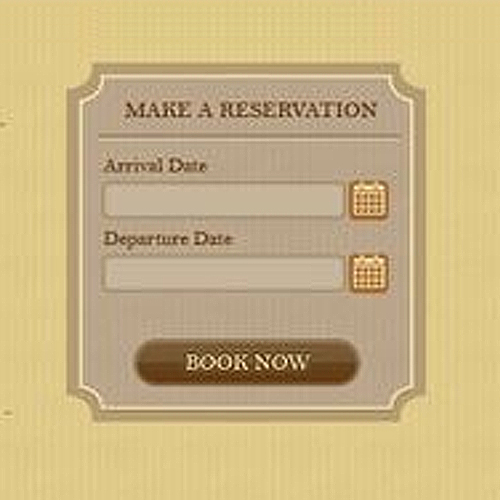 MAKE A RESERVATION
Arrival Date
Departure Date
BOOK NOW